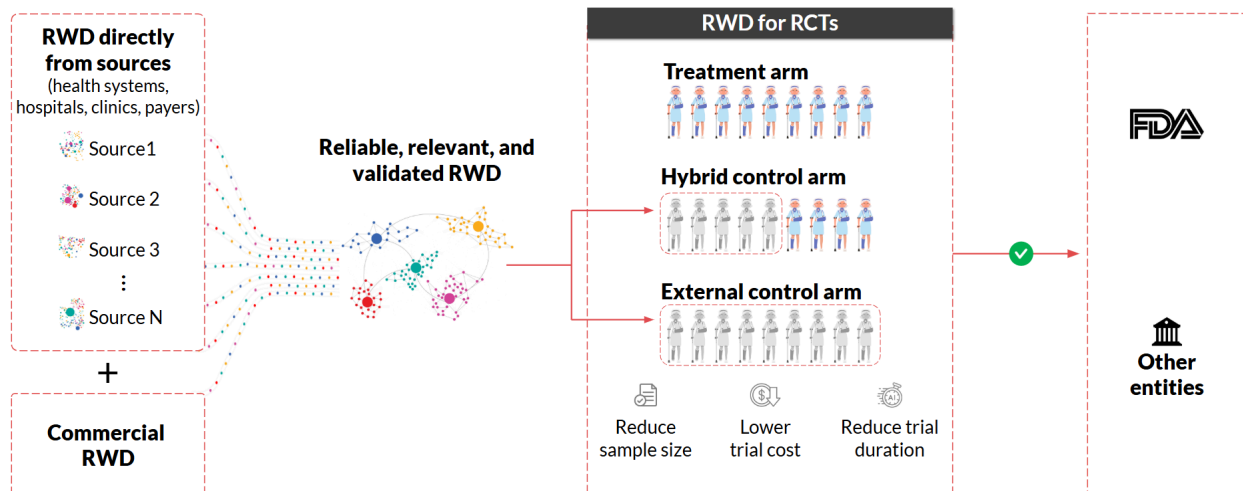 RWD directly
from sources
(health systems,
hospitals, clinics, payers)
Source1
Source 2
Source 3
Source N
+
Commercial
RWD
Reliable, relevant, and
validated RWD
RWD for RCTs
Treatment arm
Hybrid control arm
External control arm
Reduce
sample size
$
Lower
trial cost
AI
Reduce trial
duration
FDA
Other
entities